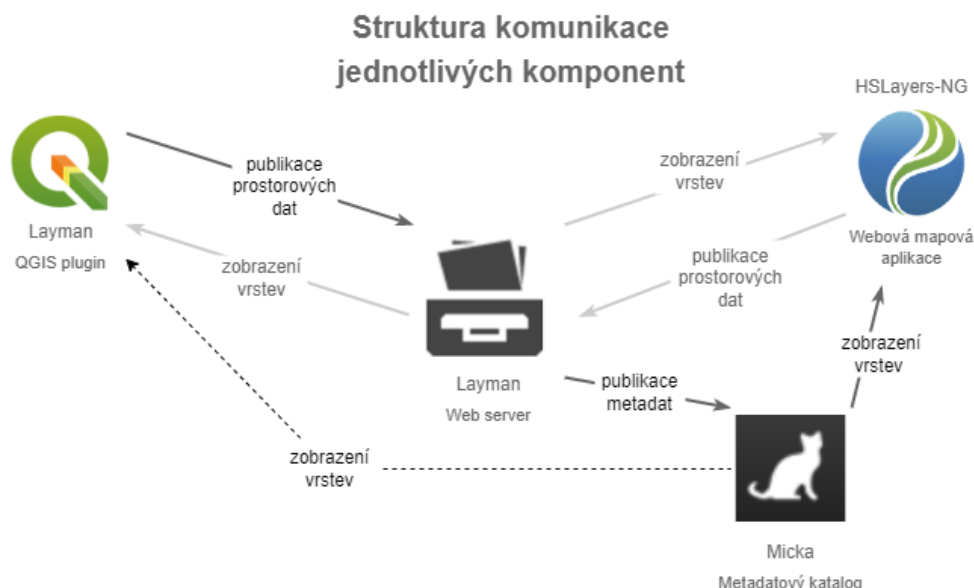 Struktura komunikace
jednotlivých komponent
HSLayers-NG
publikace
prostorových
dat
zobrazení
vrstev
Layman
QGIS plugin
zobrazení
vrstev
publikace
prostorových
dat
Webová mapová
aplikace
Layman
Web server
publikace
metadat
zobrazení
vrstev
zobrazení
vrstev
Micka
Metadatový katalog